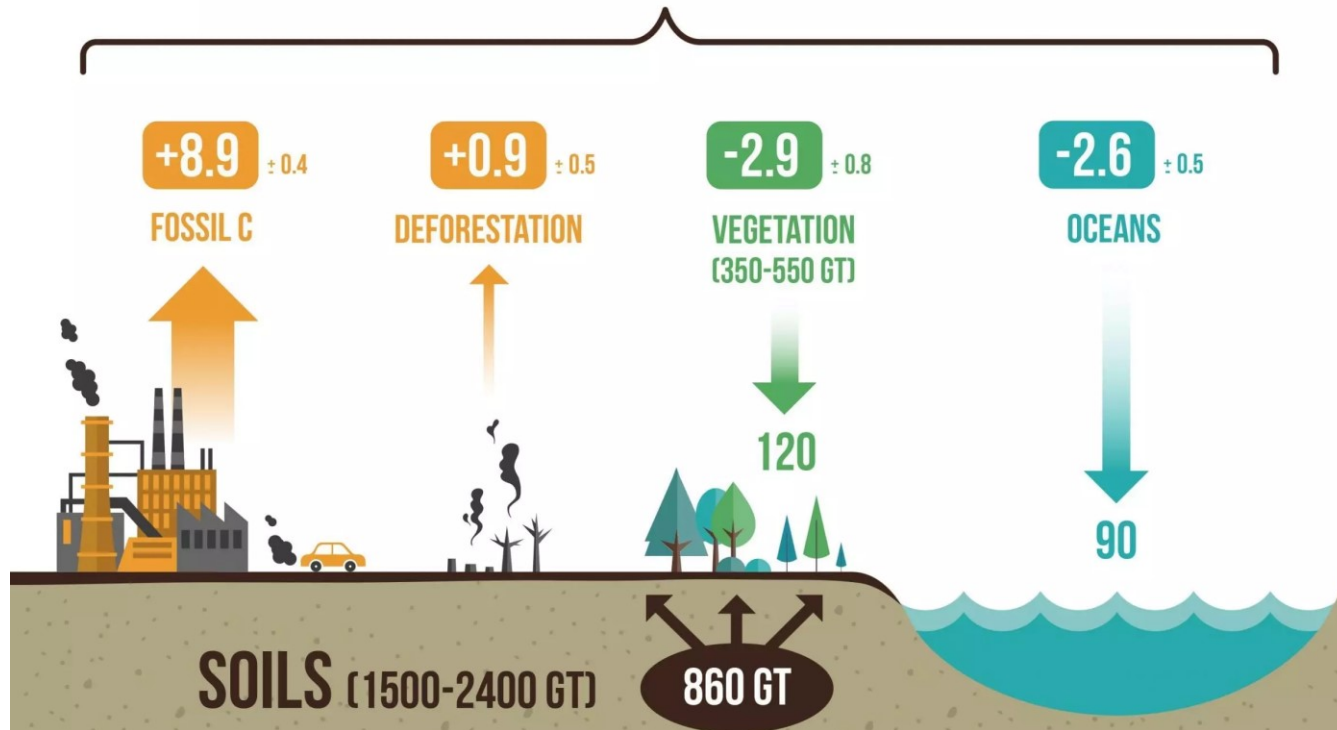 +8.9 ± 0.4
FOSSIL C
+0.9 ± 0.5
DEFORESTATION
-2.9 ± 0.8
VEGETATION
(350-550 GT)
120
-2.6 ± 0.5
OCEANS
90
SOILS (1500-2400 GT)
860 GT